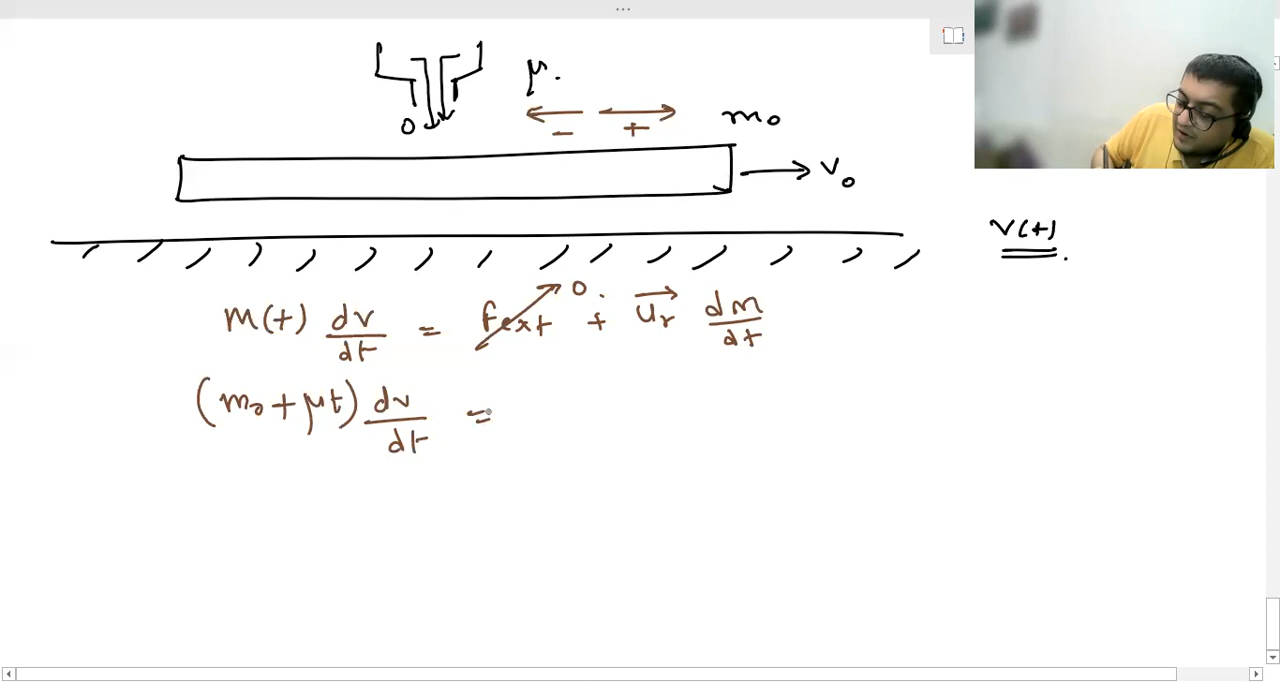 μ.
0
- +
m₀
v₀
v(t).
M(t) dv/dt = Fext → 0 + u⃗ᵣ dM/dt
(m₀ + μt) dv/dt =